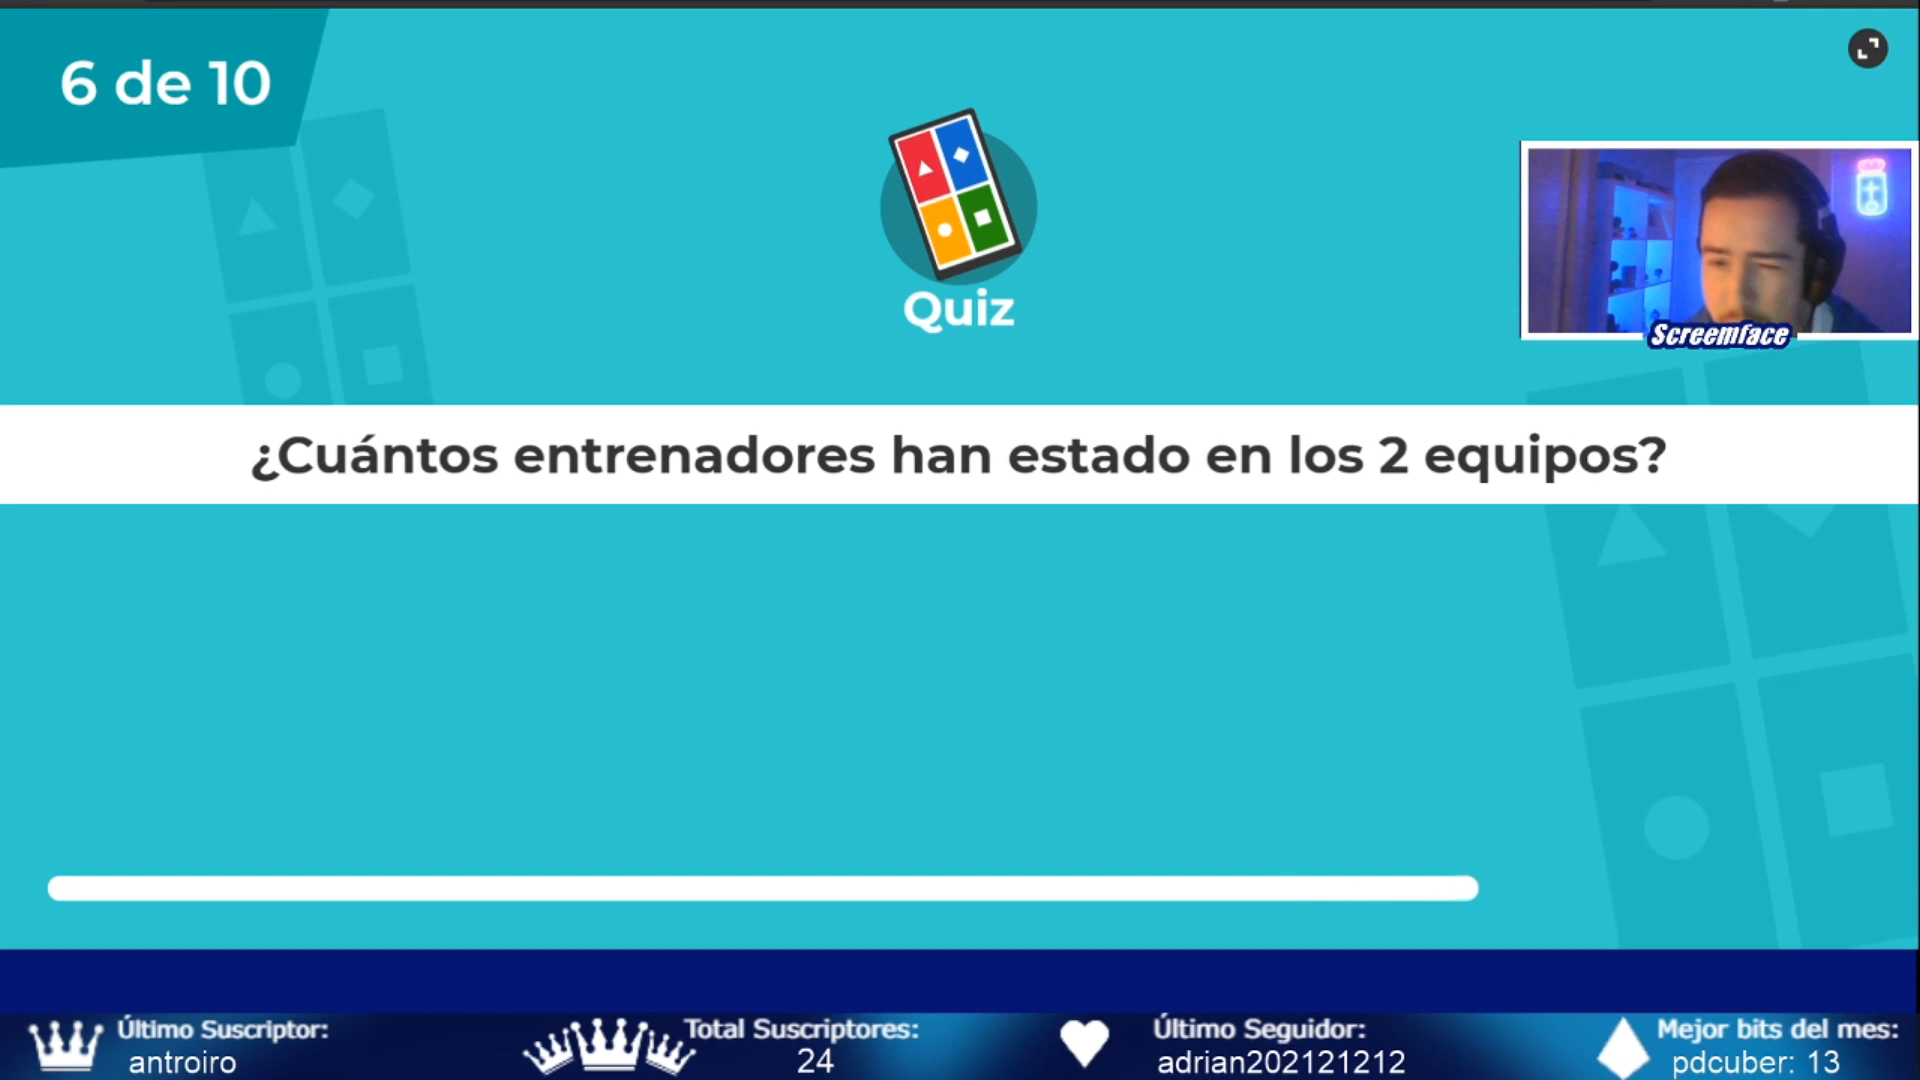 6 de 10
Quiz
Screemface
¿Cuántos entrenadores han estado en los 2 equipos?
Último Suscriptor:
antroiro
Total Suscriptores:
24
Último Seguidor:
adrian202121212
Mejor bits del mes:
pdcuber: 13